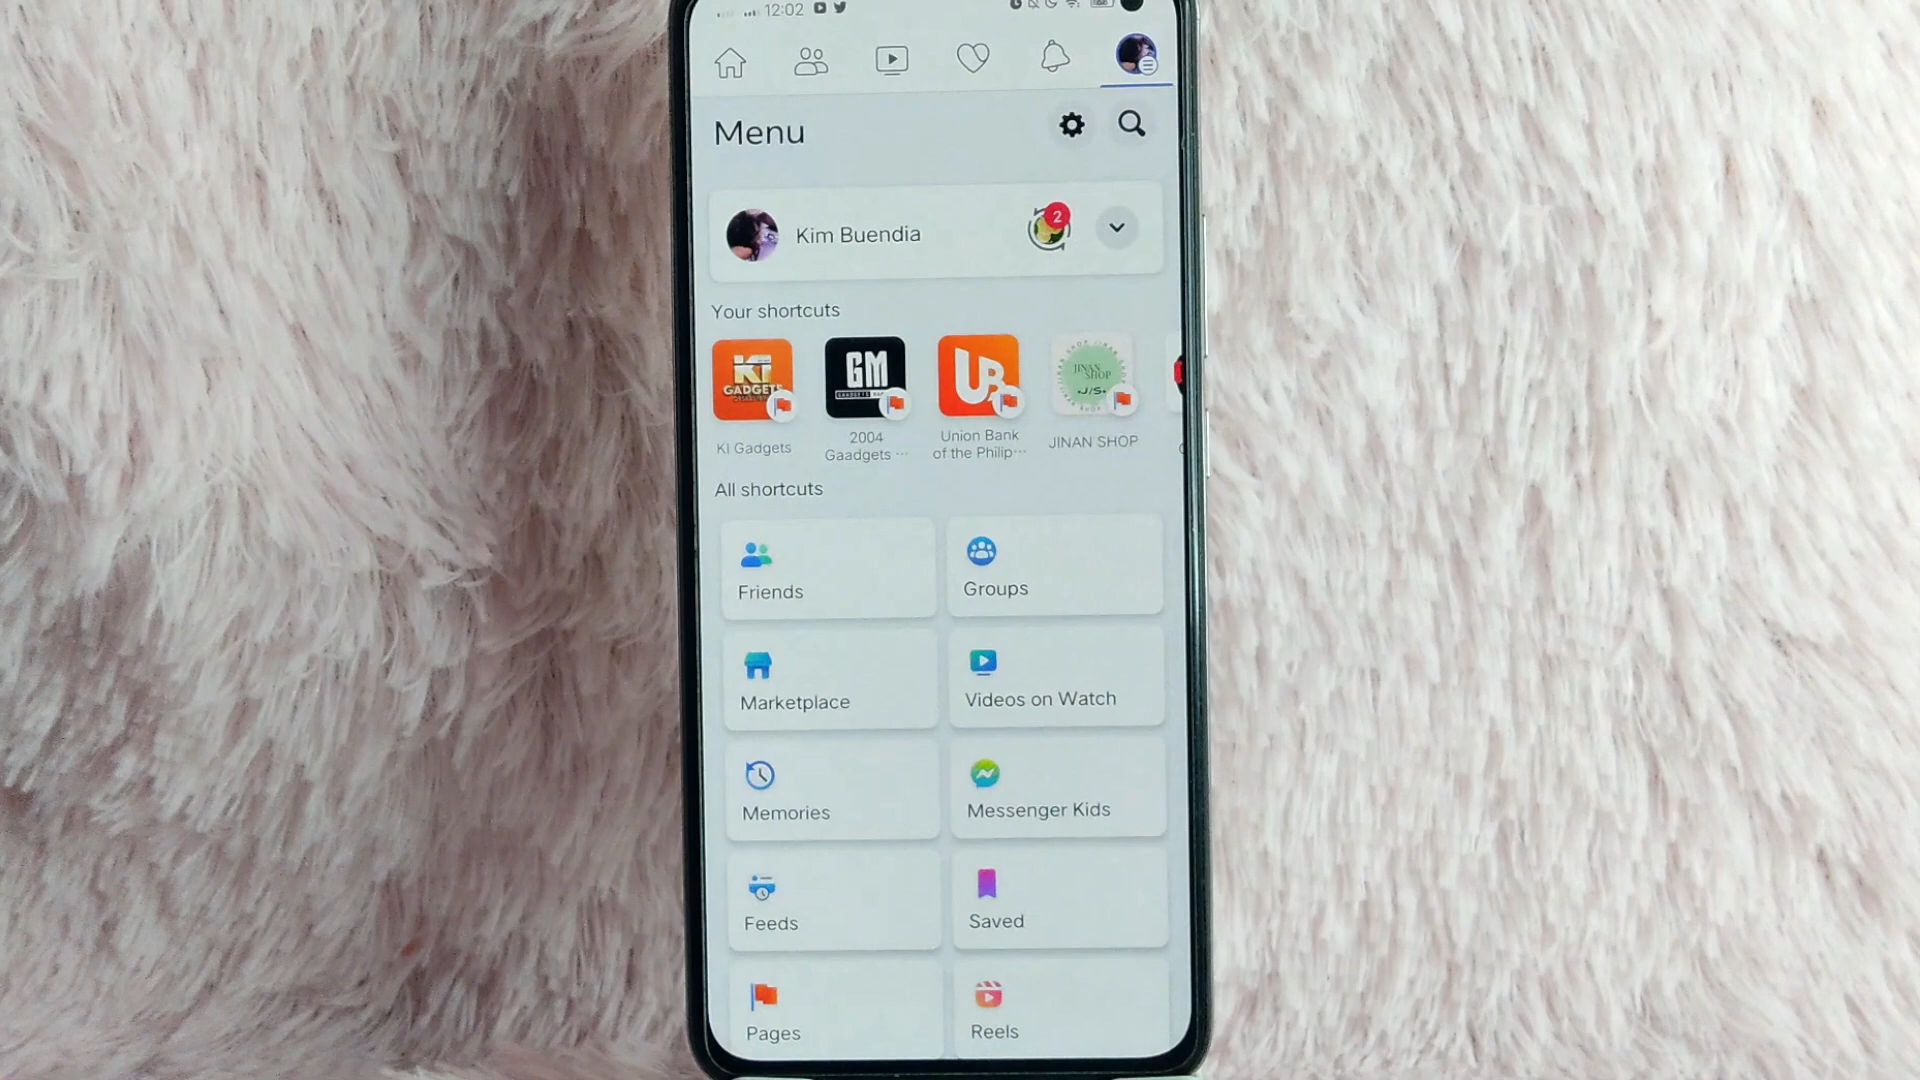 12:02
Menu
Kim Buendia
2
Your shortcuts
KI
GADGETS
GM
UB
JINAN
SHOP
J/S
KI Gadgets
2004
Gaadgets ...
Union Bank
of the Philip...
JINAN SHOP
All shortcuts
Friends
Groups
Marketplace
Videos on Watch
Memories
Messenger Kids
Feeds
Saved
Pages
Reels